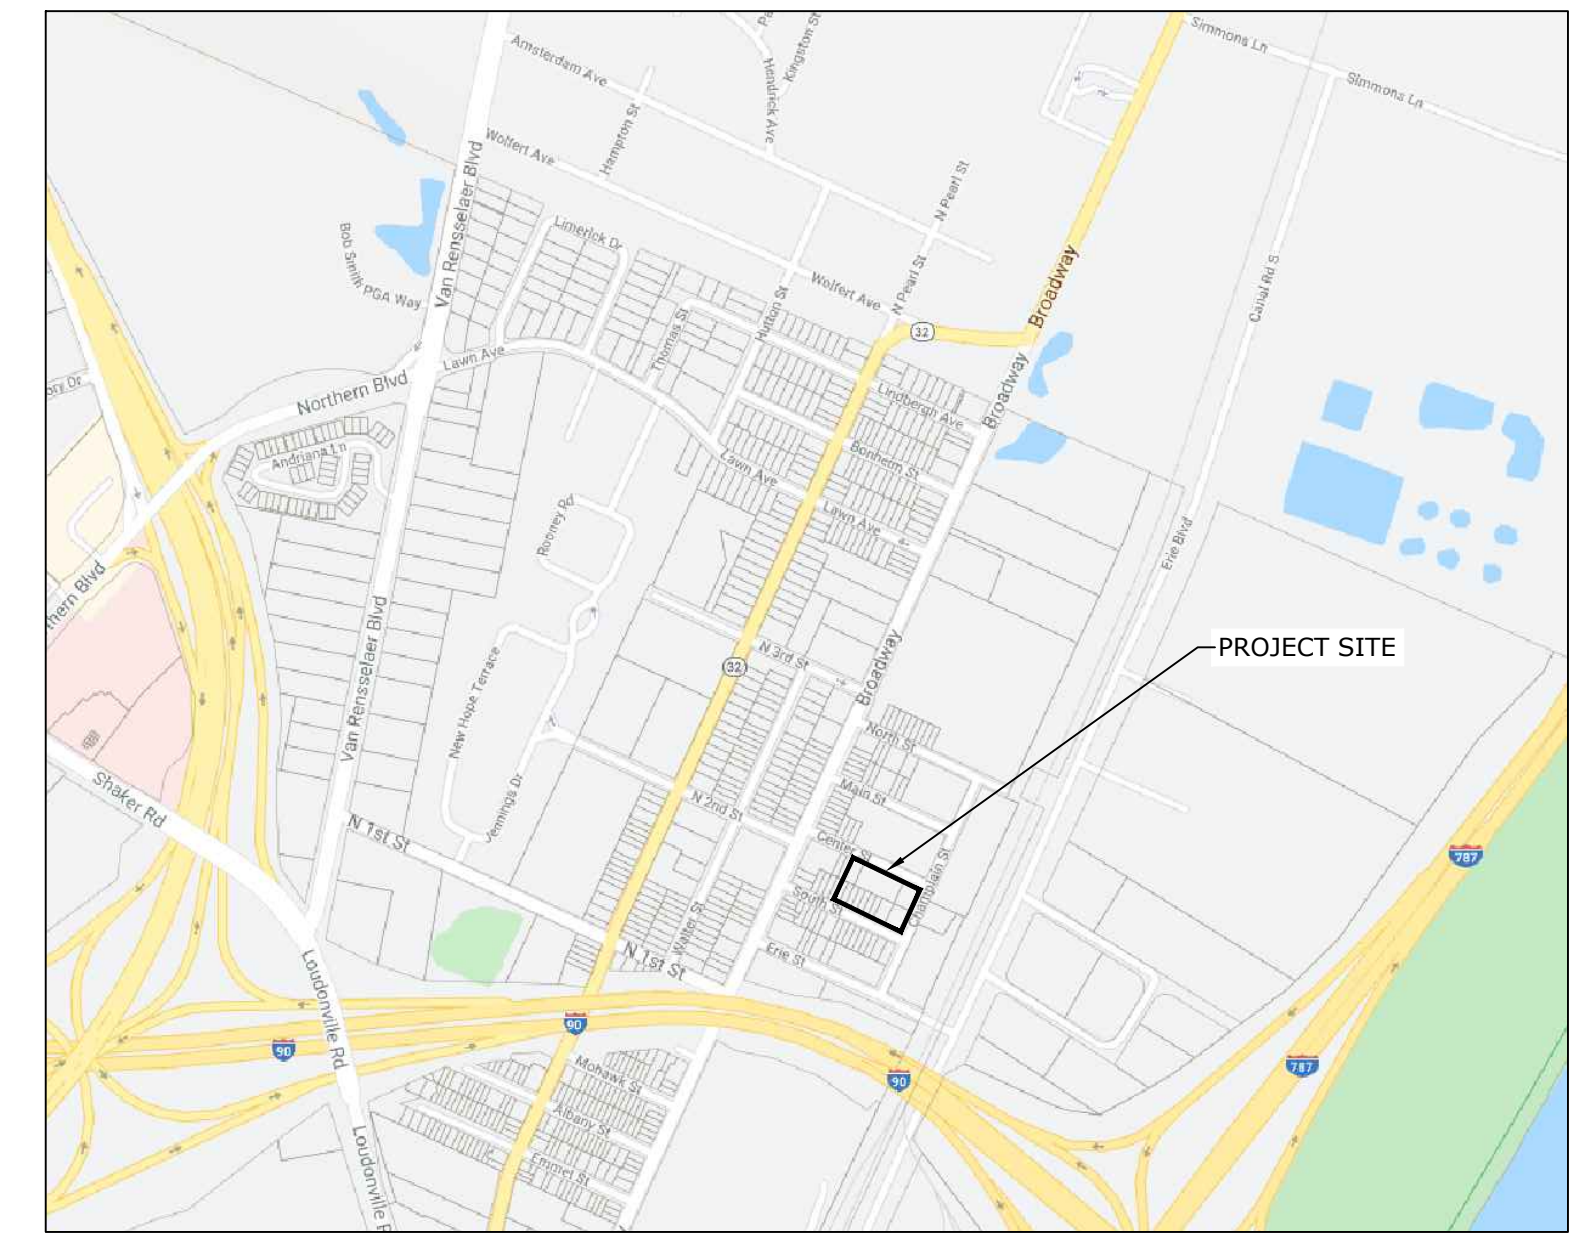 Simmons Ln
Simmons Ln
Amsterdam Ave
Kingston St
Hendrick Ave
Hampton St
Wolfert Ave
Van Rensselaer Blvd
N Pearl St
Limerick Dr
Bob Smith PGA Way
Broadway
Canal Rd S
N Pearl St
Wolfert Ave
Hutton St
32
Thomas St
Lawn Ave
Northern Blvd
Broadway
Lindbergh Ave
Andriana Ln
Bonheim St
Lawn Ave
Lawn Ave
Rooney Rd
Erie Blvd
thern Blvd
Van Rensselaer Blvd
PROJECT SITE
N 3rd St
32
Broadway
New Hope Terrace
North St
Shaker Rd
Jennings Dr
Main St
N 2nd St
N 1st St
Center St
787
Champlain St
South St
Walter St
N 1st St
Erie St
Loudonville Rd
90
90
90
787
Mohawk St
Albany St
Emmet St
Loudonville R